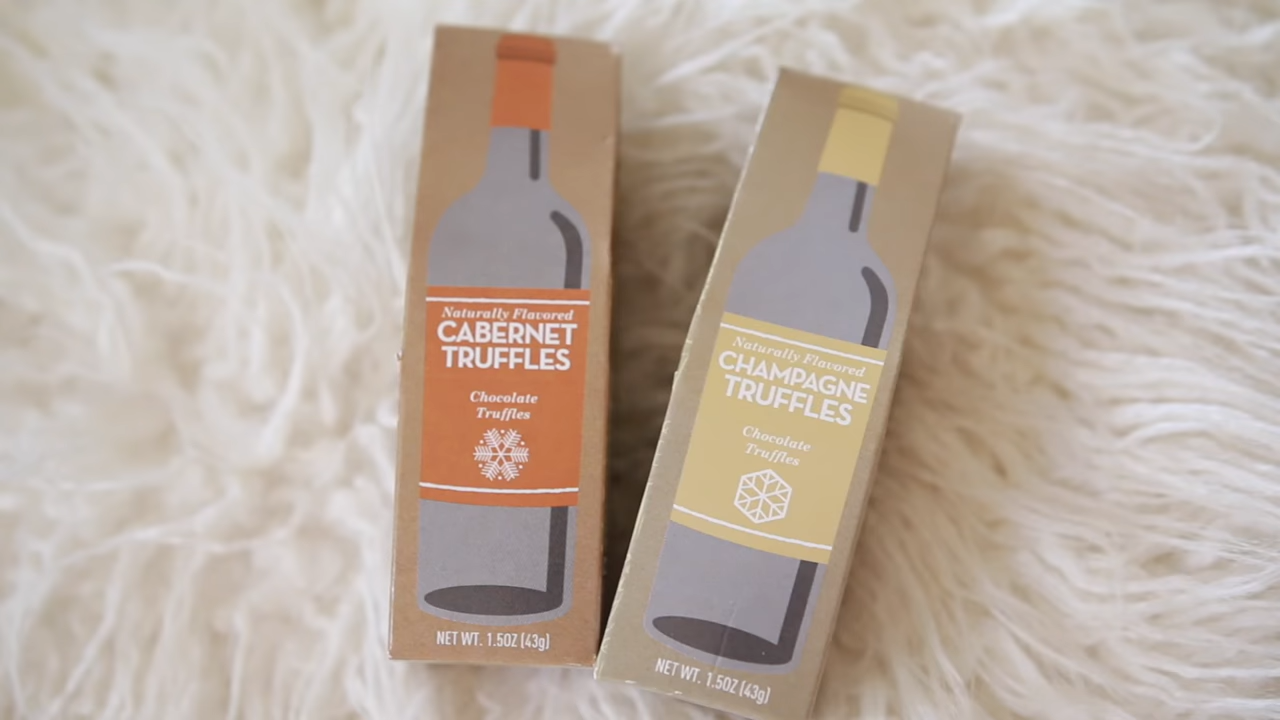 Naturally Flavored
CABERNET
TRUFFLES
Chocolate
Truffles
NET WT. 1.5OZ (43g)
Naturally Flavored
CHAMPAGNE
TRUFFLES
Chocolate
Truffles
NET WT. 1.5OZ (43g)